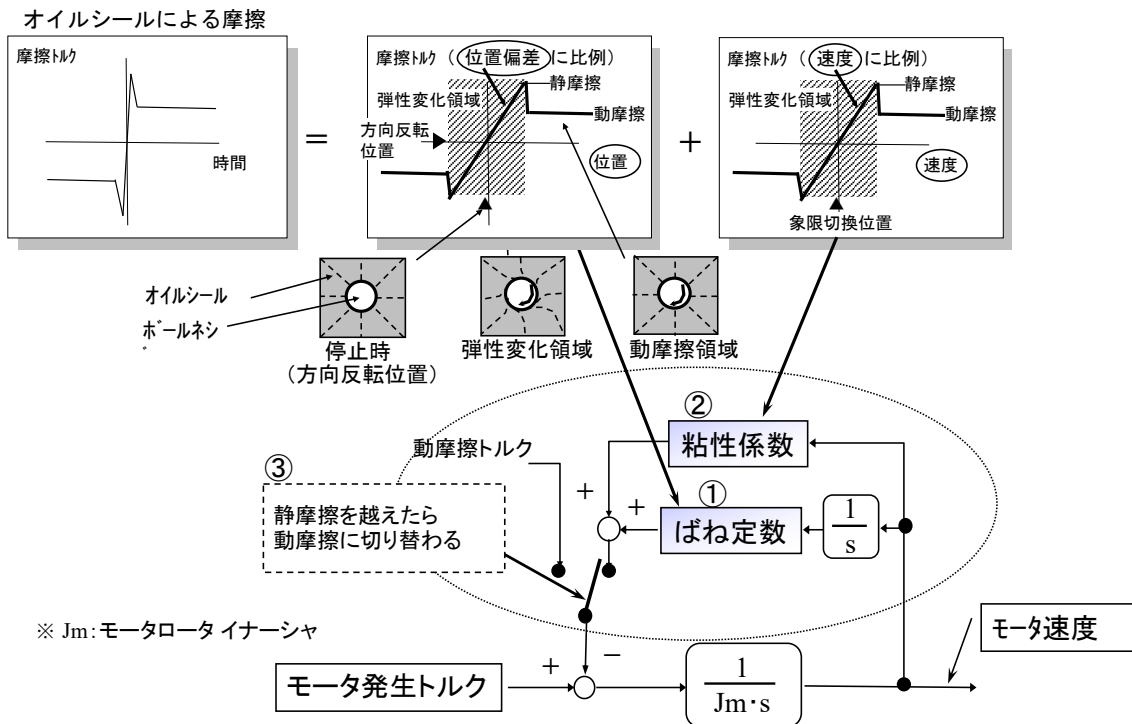 オイルシールによる摩擦
摩擦ﾄﾙｸ
時間
=
摩擦ﾄﾙｸ (位置偏差に比例)
静摩擦
弾性変化領域
動摩擦
方向反転
位置
位置
+
摩擦ﾄﾙｸ (速度に比例)
静摩擦
弾性変化領域
動摩擦
速度
象限切換位置
オイルシール
ﾎﾞｰﾙネシ
停止時
(方向反転位置)
弾性変化領域
動摩擦領域
②
粘性係数
動摩擦トルク
③
静摩擦を越えたら
動摩擦に切り替わる
+
+
①
ばね定数
1
s
※ Jm:モータロータ イナーシャ
モータ速度
モータ発生トルク
+
−
1
Jm·s